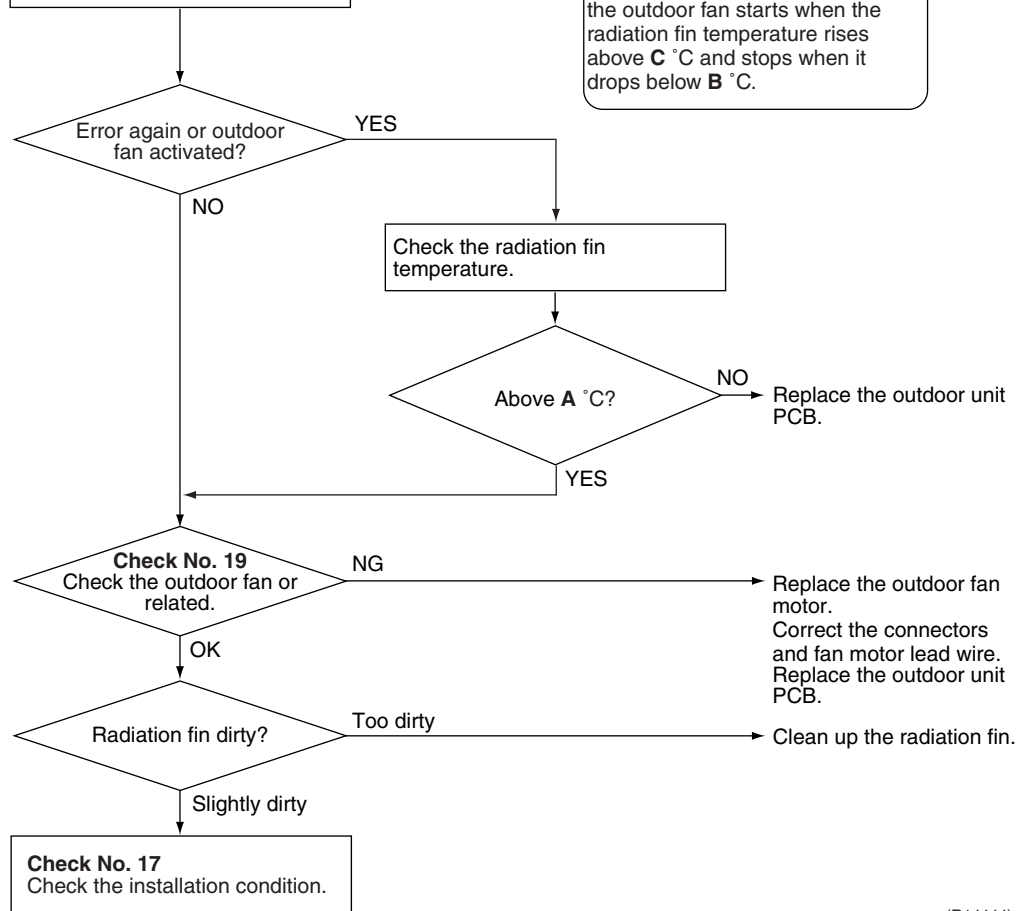 the outdoor fan starts when the
radiation fin temperature rises
above C °C and stops when it
drops below B °C.
Error again or outdoor
fan activated?
YES
NO
Check the radiation fin
temperature.
Above A °C?
NO
Replace the outdoor unit
PCB.
YES
Check No. 19
Check the outdoor fan or
related.
NG
Replace the outdoor fan
motor.
Correct the connectors
and fan motor lead wire.
Replace the outdoor unit
PCB.
OK
Radiation fin dirty?
Too dirty
Clean up the radiation fin.
Slightly dirty
Check No. 17
Check the installation condition.